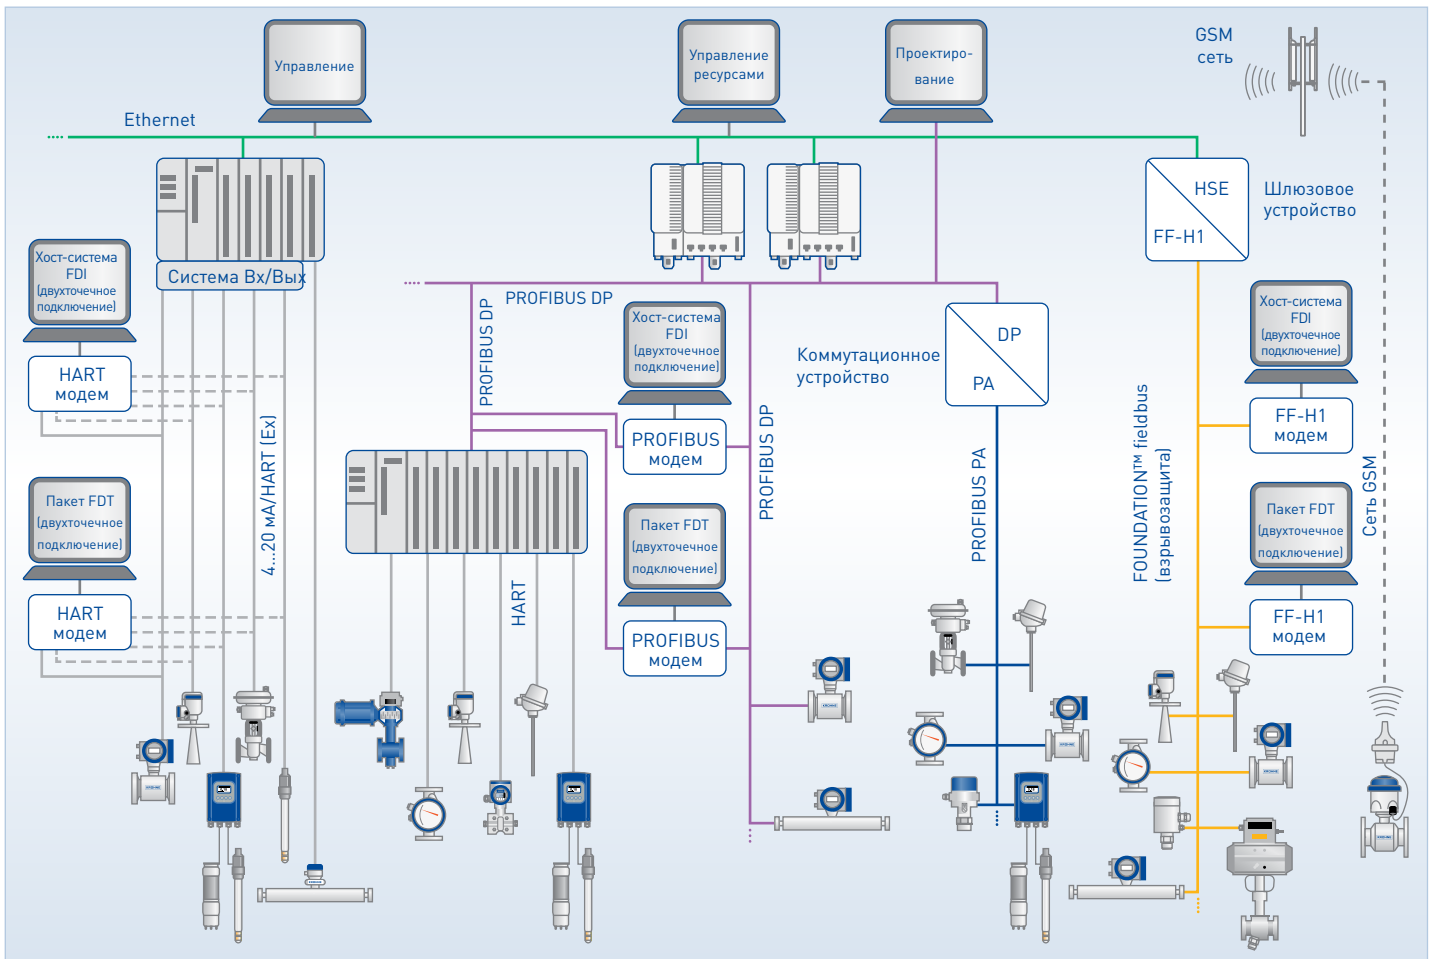 Управление
Управление
ресурсами
Проектиро-
вание
GSM
сеть
Ethernet
HSE
FF-H1
Шлюзовое
устройство
Хост-система
FDI
(двухточечное
подключение)
Система Вх/Вых
PROFIBUS DP
PROFIBUS DP
Хост-система
FDI
(двухточечное
подключение)
Коммутационное
устройство
DP
PA
Хост-система
FDI
(двухточечное
подключение)
HART
модем
4...20 мА/HART (Ex)
PROFIBUS
модем
PROFIBUS DP
PROFIBUS PA
FOUNDATION™ fieldbus
(взрывозащита)
FF-H1
модем
Сеть GSM
Пакет FDT
(двухточечное
подключение)
Пакет FDT
(двухточечное
подключение)
Пакет FDT
(двухточечное
подключение)
HART
модем
HART
PROFIBUS
модем
FF-H1
модем
KROHNE
KROHNE
KROHNE
KROHNE